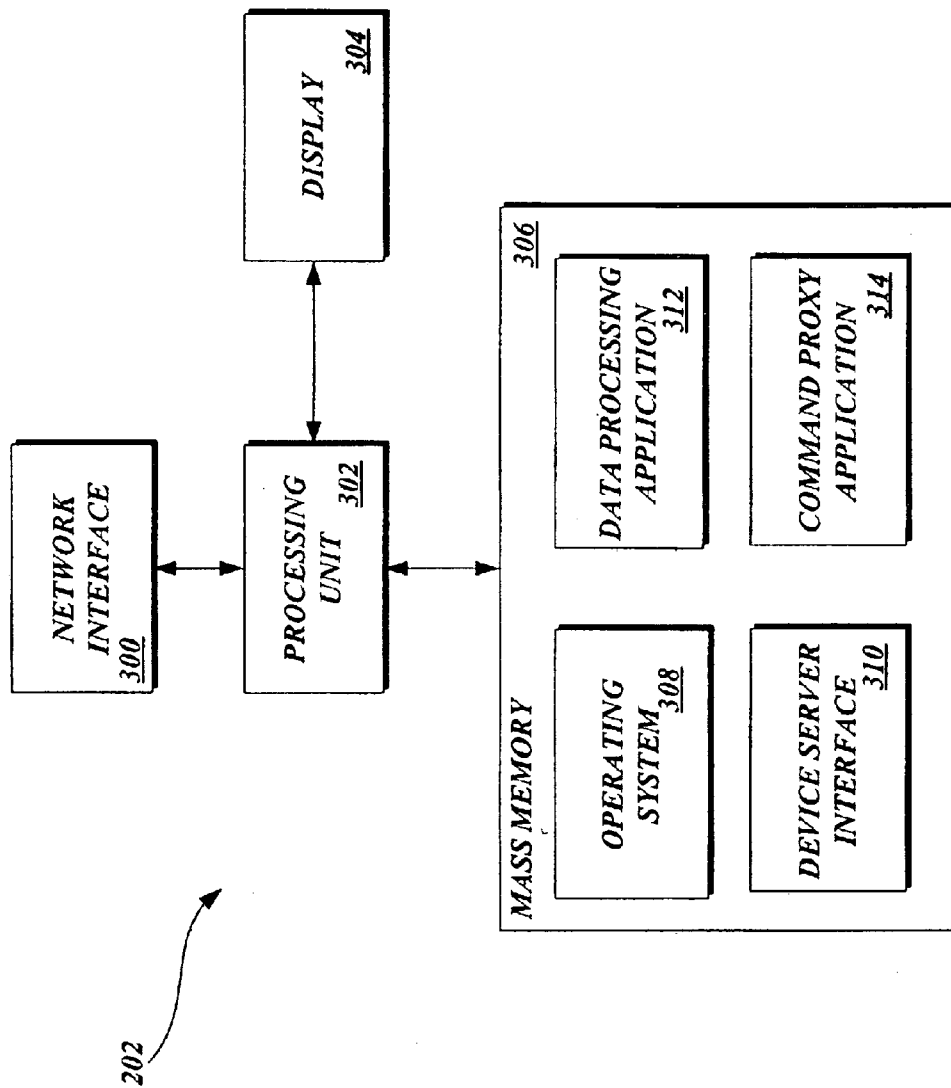 202
NETWORK
INTERFACE
300
PROCESSING
UNIT
302
DISPLAY
304
MASS MEMORY
306
OPERATING
SYSTEM
308
DATA PROCESSING
APPLICATION
312
DEVICE SERVER
INTERFACE
310
COMMAND PROXY
APPLICATION
314